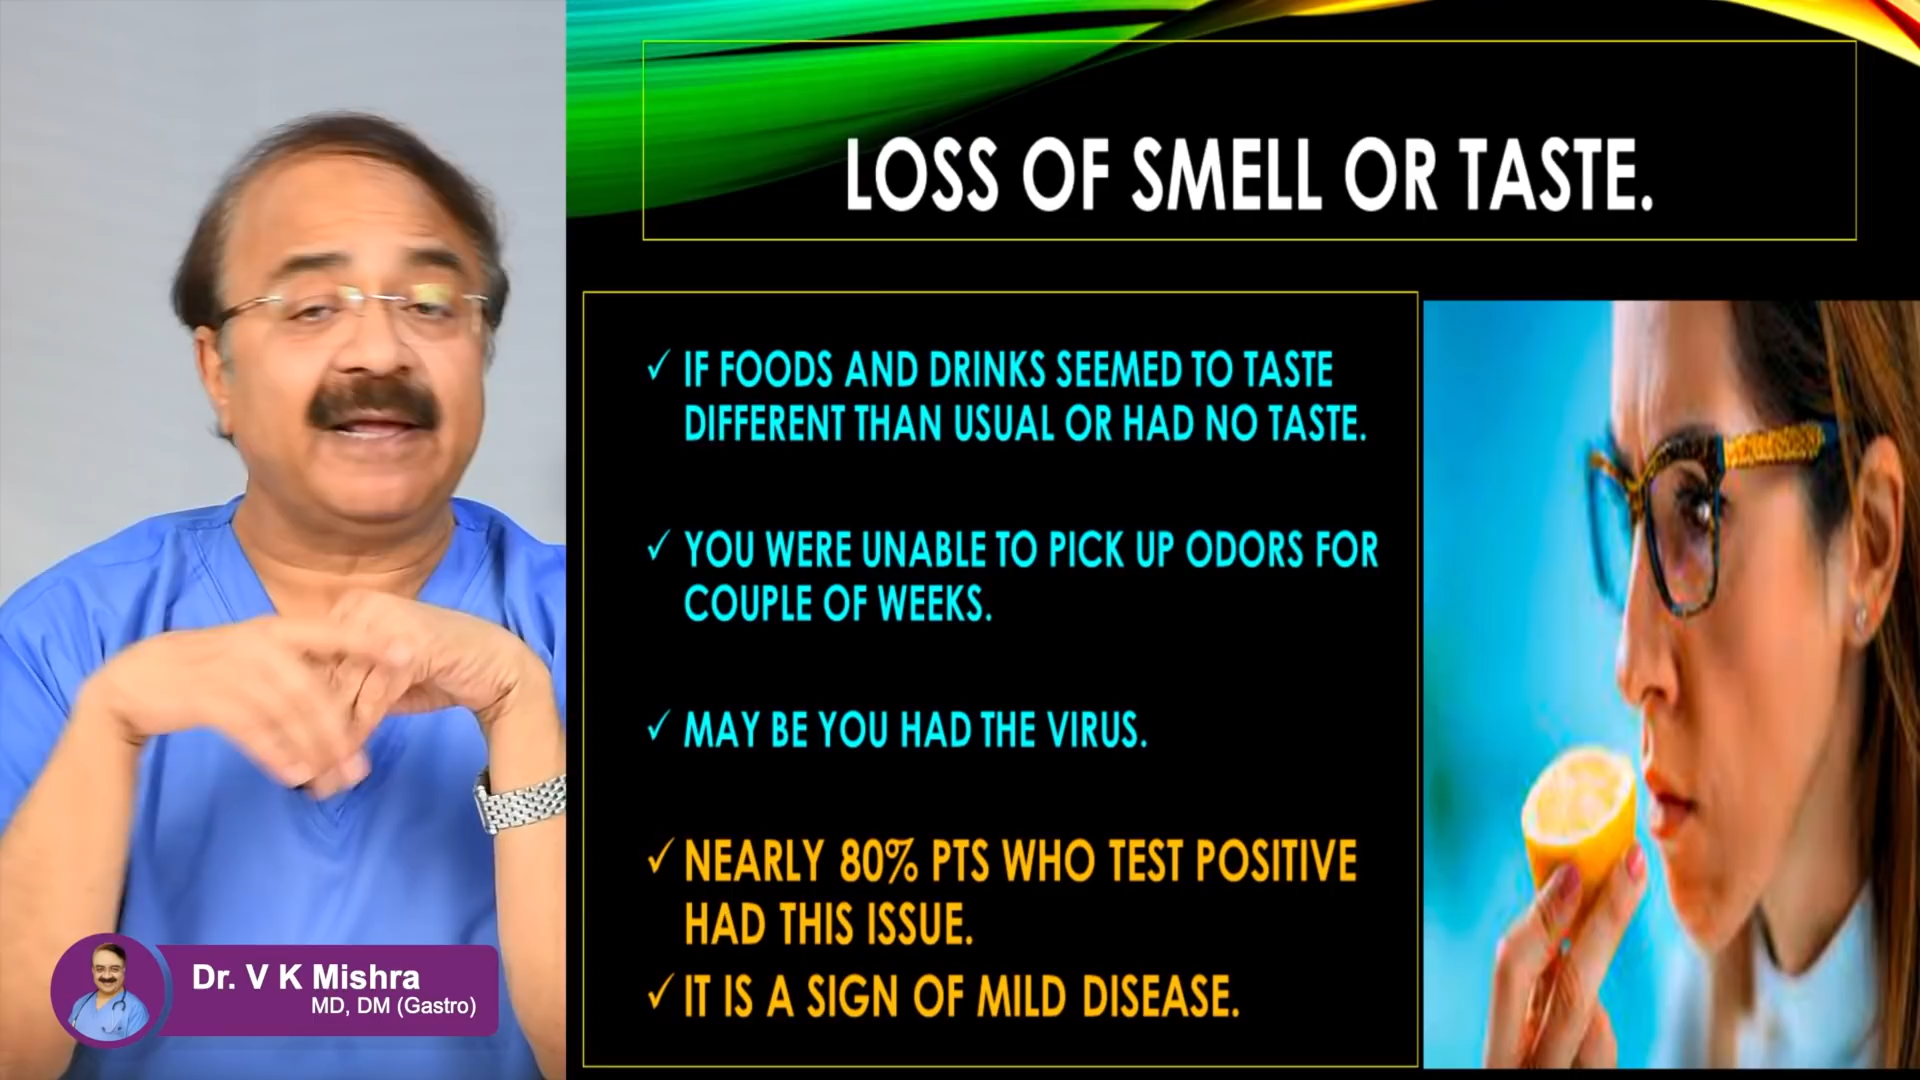 LOSS OF SMELL OR TASTE.
✓ IF FOODS AND DRINKS SEEMED TO TASTE
DIFFERENT THAN USUAL OR HAD NO TASTE.
✓ YOU WERE UNABLE TO PICK UP ODORS FOR
COUPLE OF WEEKS.
✓ MAY BE YOU HAD THE VIRUS.
✓ NEARLY 80% PTS WHO TEST POSITIVE
HAD THIS ISSUE.
✓ IT IS A SIGN OF MILD DISEASE.
Dr. V K Mishra
MD, DM (Gastro)